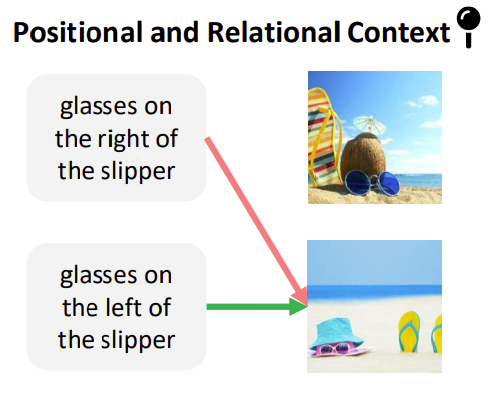 Positional and Relational Context
glasses on
the right of
the slipper
glasses on
the left of
the slipper